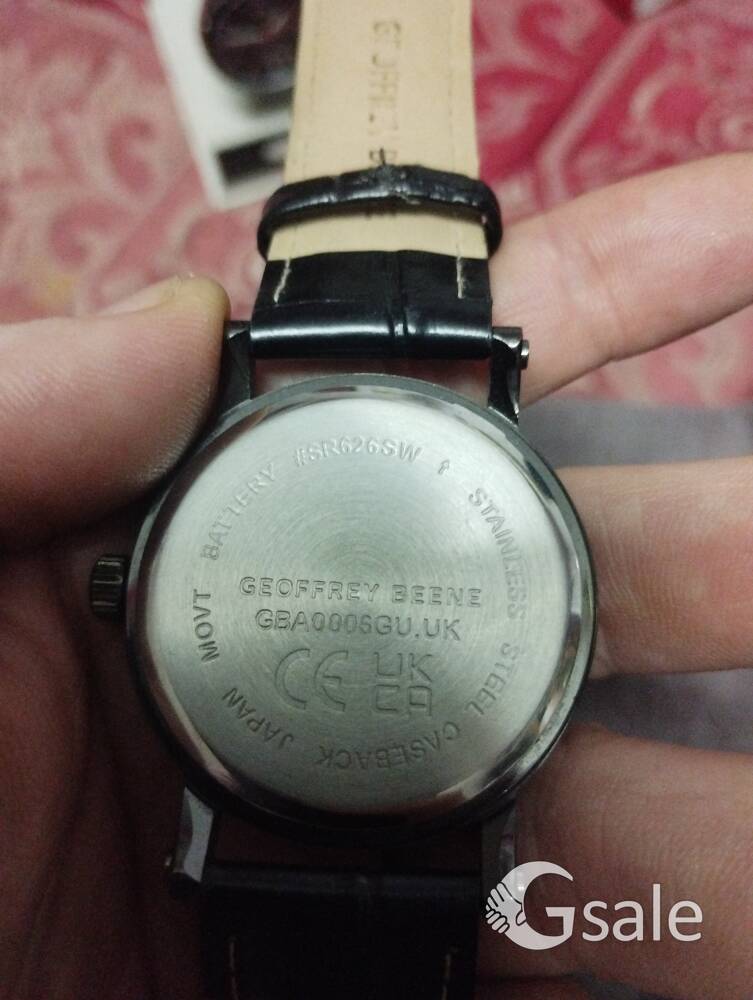 BATTERY #SR626SW ↑
STAINLESS STEEL CASEBACK
JAPAN MOVT
GEOFFREY BEENE
GBA0006GU.UK
CE UK
CA
Gsale